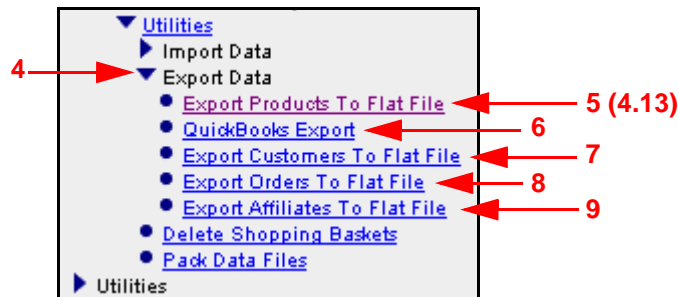 Utilities
Import Data
4 Export Data
Export Products To Flat File 5 (4.13)
QuickBooks Export 6
Export Customers To Flat File 7
Export Orders To Flat File 8
Export Affiliates To Flat File 9
Delete Shopping Baskets
Pack Data Files
Utilities